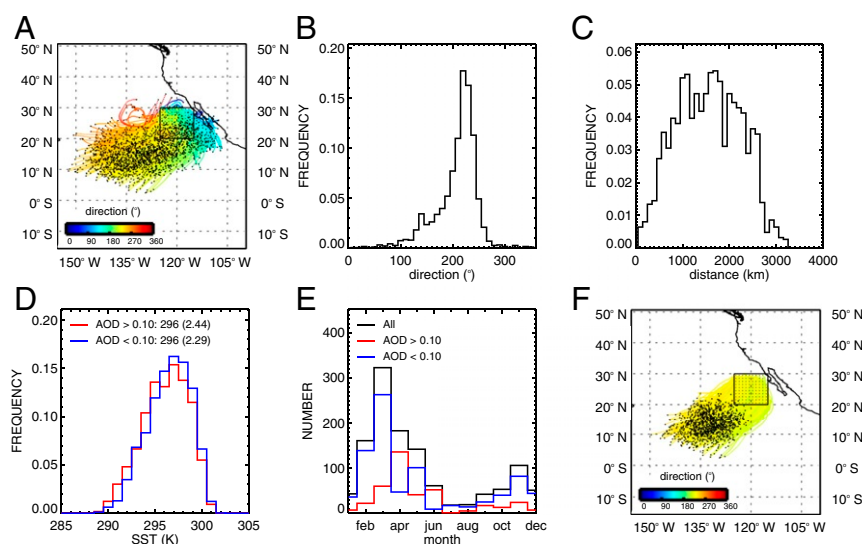 A
50° N
40° N
30° N
20° N
10° N
0° S
10° S
50° N
40° N
30° N
20° N
10° N
0° S
10° S
direction (°)
0 90 180 270 360
150° W 135° W 120° W 105° W
B
FREQUENCY
0.20
0.15
0.10
0.05
0.00
0 100 200 300
direction (°)
C
FREQUENCY
0.06
0.05
0.04
0.03
0.02
0.01
0.00
0 1000 2000 3000 4000
distance (km)
D
FREQUENCY
0.20
0.15
0.10
0.05
0.00
AOD > 0.10: 296 (2.44)
AOD < 0.10: 296 (2.29)
285 290 295 300 305
SST (K)
E
NUMBER
400
300
200
100
0
All
AOD > 0.10
AOD < 0.10
feb apr jun aug oct dec
month
F
50° N
40° N
30° N
20° N
10° N
0° S
10° S
50° N
40° N
30° N
20° N
10° N
0° S
10° S
direction (°)
0 90 180 270 360
150° W 135° W 120° W 105° W